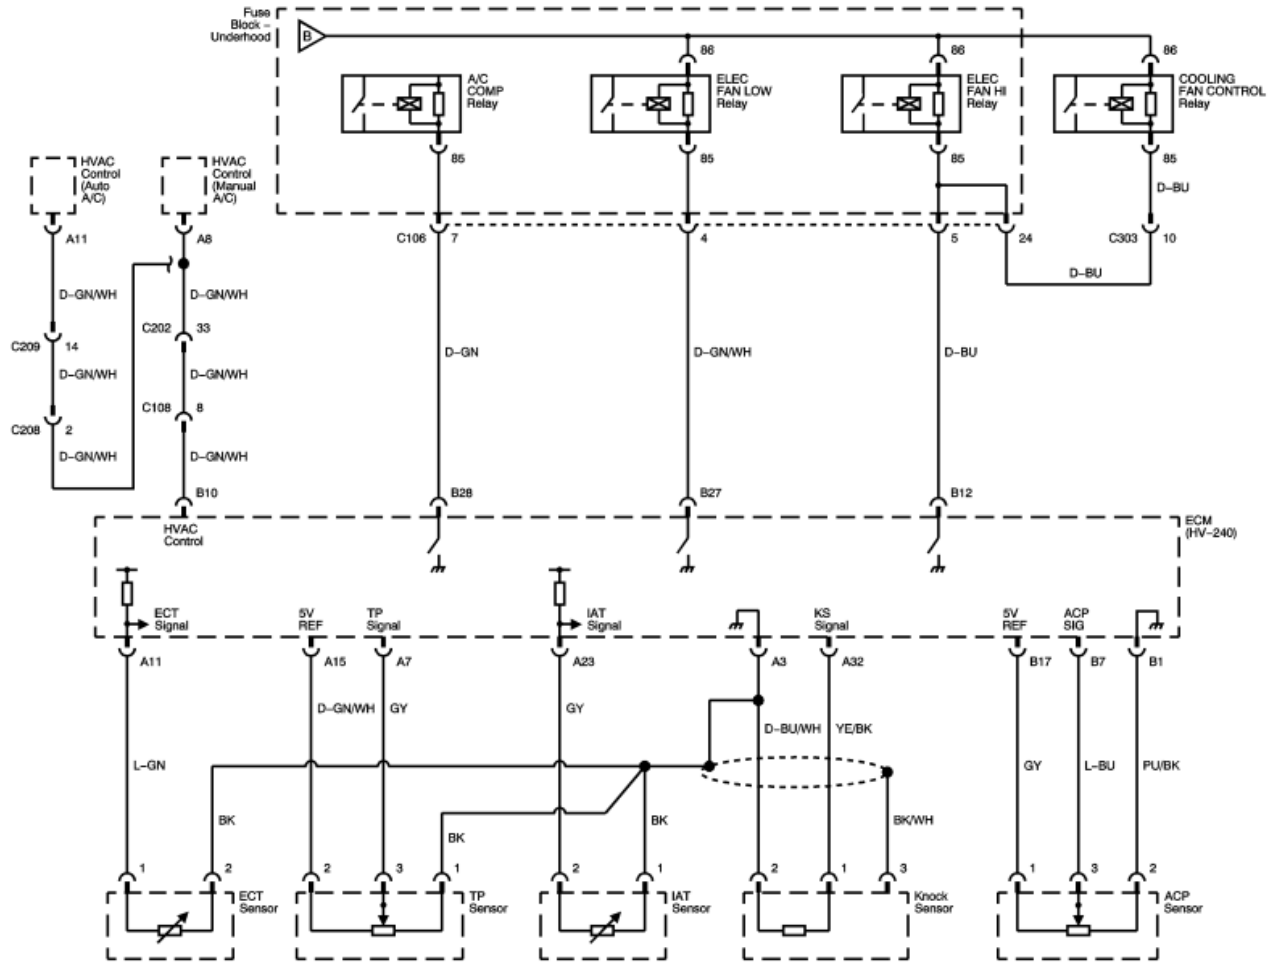 Fuse
Block –
Underhood
B
86
86
86
A/C
COMP
Relay
ELEC
FAN LOW
Relay
ELEC
FAN HI
Relay
COOLING
FAN CONTROL
Relay
85
85
85
85
HVAC
Control
(Auto
A/C)
HVAC
Control
(Manual
A/C)
D–BU
A11
A8
C106
7
4
5
24
C303
10
D–BU
D–GN/WH
D–GN/WH
C202
33
C209
14
D–GN
D–GN/WH
D–BU
D–GN/WH
D–GN/WH
C108
8
C208
2
D–GN/WH
D–GN/WH
B10
B28
B27
B12
HVAC
Control
ECM
(HV–240)
ECT
Signal
5V
REF
TP
Signal
IAT
Signal
KS
Signal
5V
REF
ACP
SIG
A11
A15
A7
A23
A3
A32
B17
B7
B1
D–GN/WH
GY
GY
D–BU/WH
YE/BK
L–GN
GY
L–BU
PU/BK
BK
BK
BK
BK/WH
1
2
2
3
1
2
1
2
1
3
1
3
2
ECT
Sensor
TP
Sensor
IAT
Sensor
Knock
Sensor
ACP
Sensor